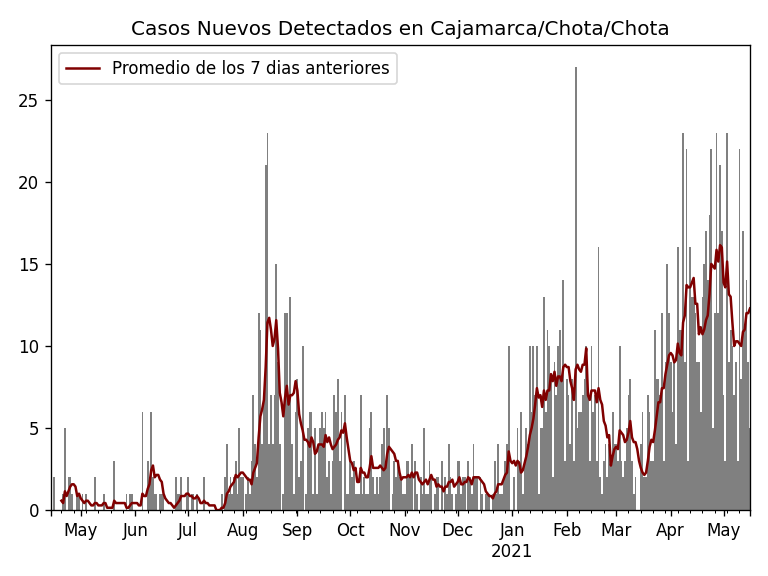 Casos Nuevos Detectados en Cajamarca/Chota/Chota
Promedio de los 7 dias anteriores
25
20
15
10
5
0
May Jun Jul Aug Sep Oct Nov Dec Jan Feb Mar Apr May
2021